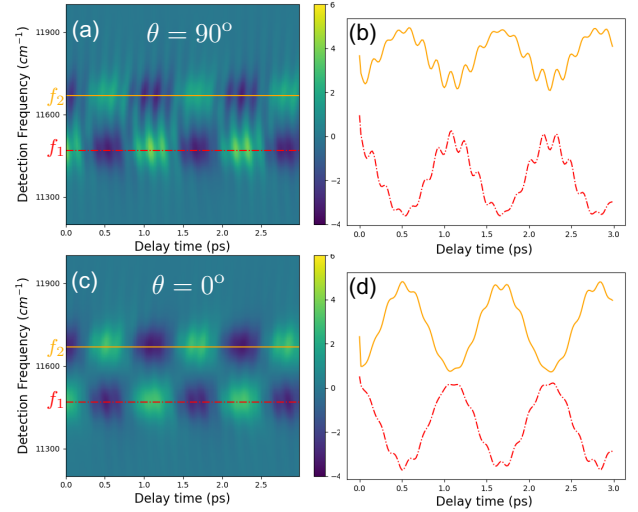 (a)
θ = 90°
Detection Frequency (cm⁻¹)
11900
11600
11300
f₂
f₁
0.0 0.5 1.0 1.5 2.0 2.5
Delay time (ps)
6
4
2
0
−2
−4
(b)
0.0 0.5 1.0 1.5 2.0 2.5 3.0
Delay time (ps)
(c)
θ = 0°
Detection Frequency (cm⁻¹)
11900
11600
11300
f₂
f₁
0.0 0.5 1.0 1.5 2.0 2.5
Delay time (ps)
6
4
2
0
−2
−4
(d)
0.0 0.5 1.0 1.5 2.0 2.5 3.0
Delay time (ps)